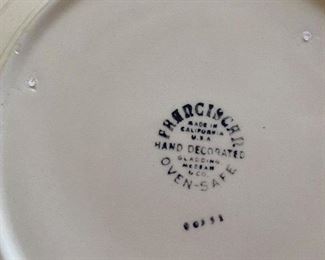 FRANCISCAN
MADE IN
CALIFORNIA
U.S.A
HAND DECORATED
GLADDING
McBEAN
& CO.
OVEN-SAFE